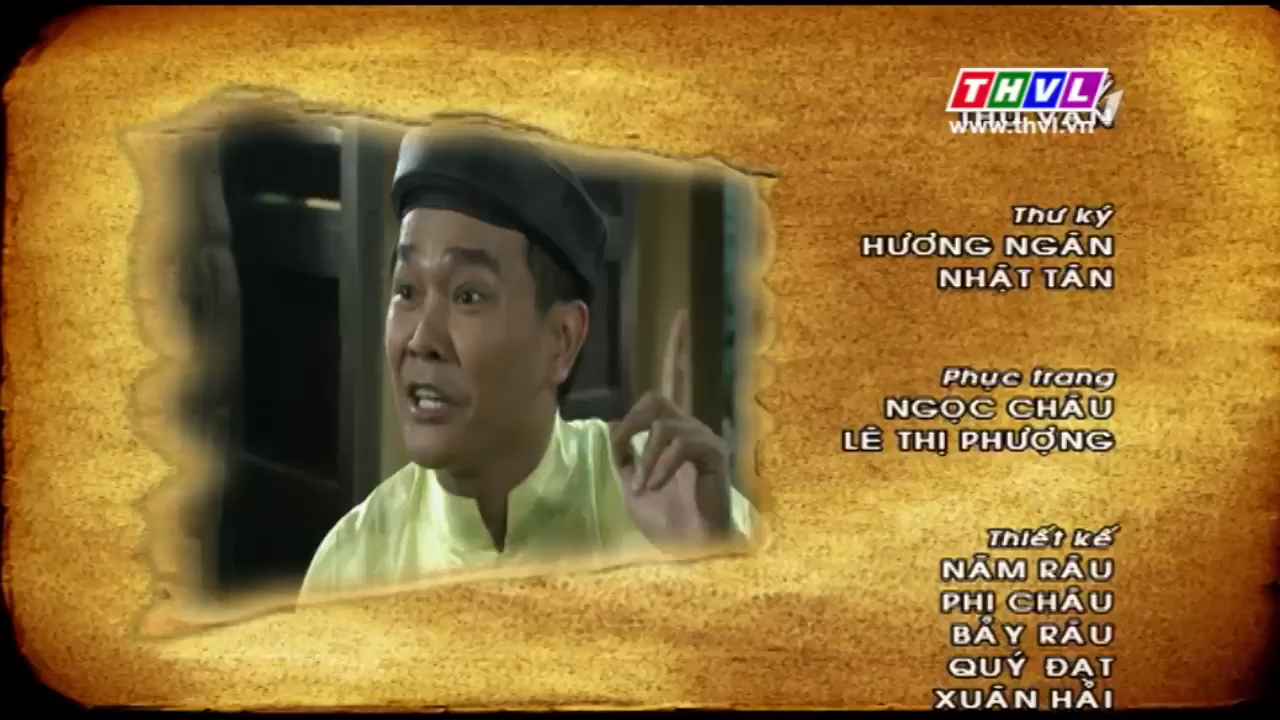 THVL
www.thvl.vn
Thư ký
HƯƠNG NGÂN
NHẬT TÂN
Phục trang
NGỌC CHÂU
LÊ THỊ PHƯỢNG
Thiết kế
NĂM RÂU
PHI CHÂU
BẢY RÂU
QUÝ ĐẠT
XUÂN HẢI